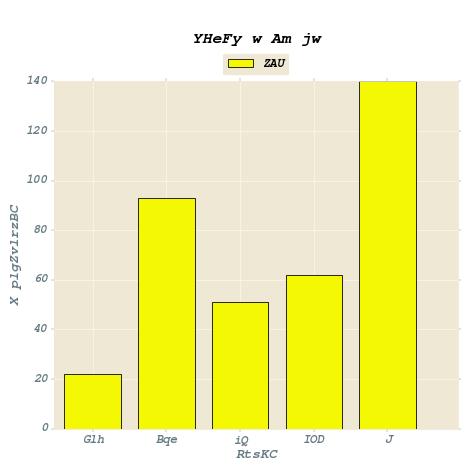 YHeFy w Am jw
ZAU
140
120
100
80
60
40
20
0
X plgZvlrzBC
Glh Bqe iQ IOD J
RtsKC